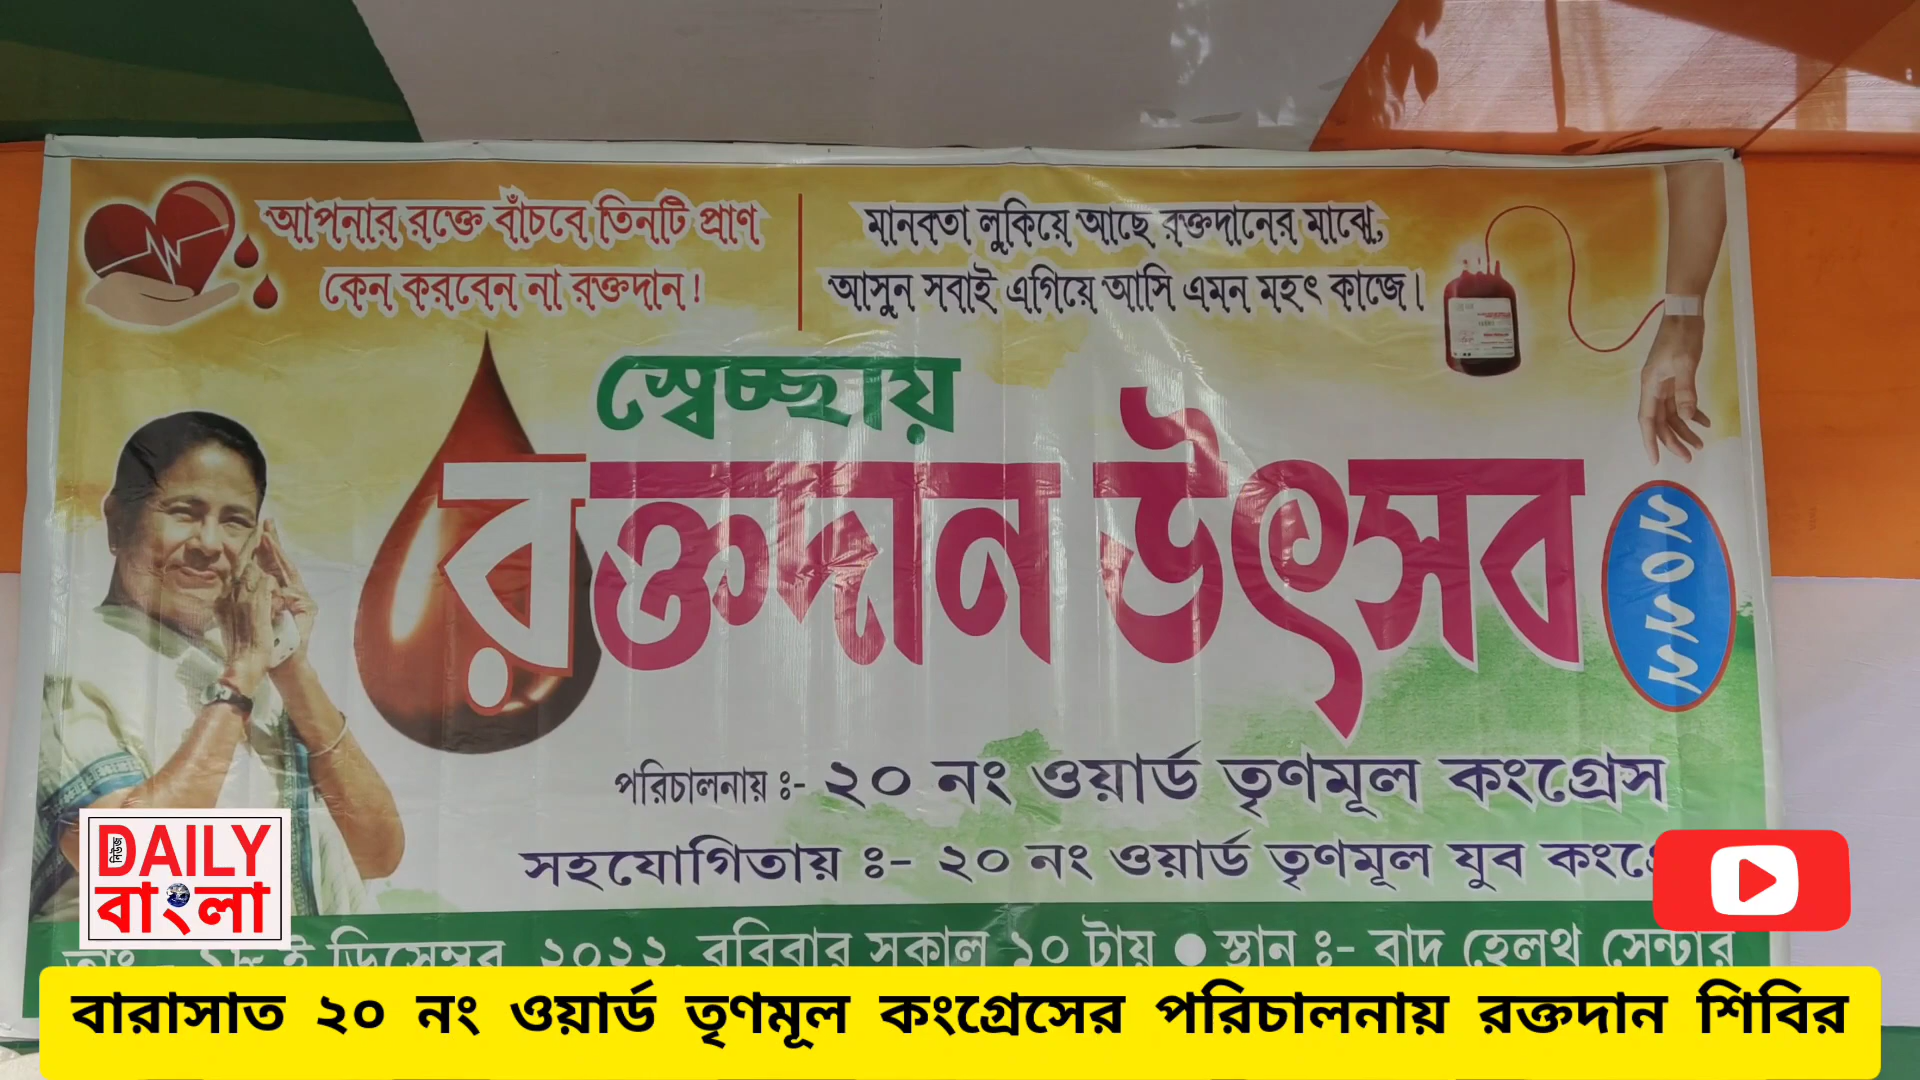 আপনার রক্তে বাঁচবে তিনটি প্রাণ
কেন করবেন না রক্তদান!
মানবতা লুকিয়ে আছে রক্তদানের মাঝে,
আসুন সবাই এগিয়ে আসি এমন মহৎ কাজে।
স্বেচ্ছায়
রক্তদান উৎসব
২০২২
পরিচালনায় ঃ- ২০ নং ওয়ার্ড তৃণমূল কংগ্রেস
সহযোগিতায় ঃ- ২০ নং ওয়ার্ড তৃণমূল যুব
ডিসেম্বর, ২০২২, রবিবার সকাল ১০ টায় ● স্থান ঃ- বাদ হেলথ সেন্টার
DAILY
নিউজ
বাংলা
বারাসাত ২০ নং ওয়ার্ড তৃণমূল কংগ্রেসের পরিচালনায় রক্তদান শিবির